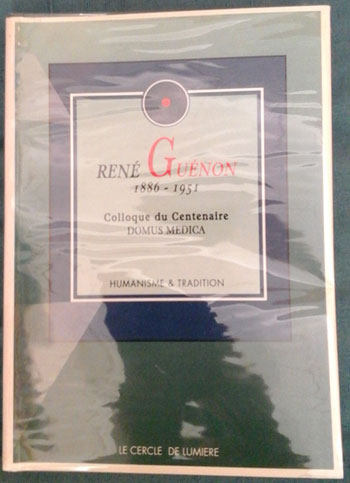 RENÉ GUÉNON
1886 - 1951
Colloque du Centenaire
DOMUS MEDICA
HUMANISME & TRADITION
LE CERCLE DE LUMIERE